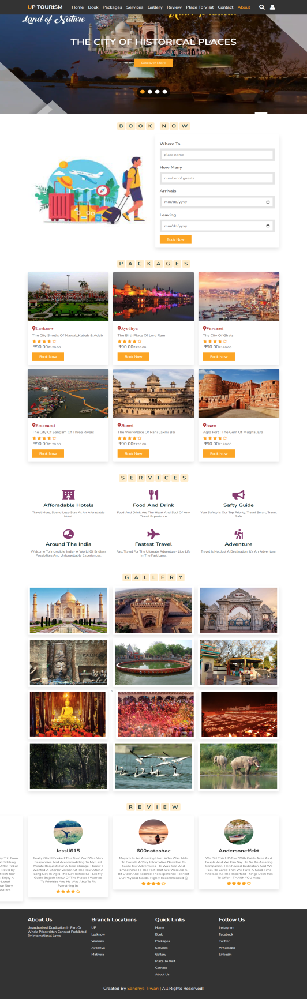 UP TOURISM Home Book Packages Services Gallery Review Place To Visit Contact About
Land of Nature
THE CITY OF HISTORICAL PLACES
Historical City On The Banks Of River Ganga
Discover More
BOOK NOW
Where To
place name
How Many
number of guests
Arrivals
mm/dd/yyyy
Leaving
mm/dd/yyyy
Book Now
PACKAGES
Lucknow
The City Smells Of Nawab,Kabab & Adab
₹90.00 ₹120.00
Book Now
Ayodhya
The BirthPlace Of Lord Ram
₹90.00 ₹120.00
Book Now
Varanasi
The City Of Ghats
₹90.00 ₹120.00
Book Now
Prayagraj
The City Of Sangam Of Three Rivers
₹90.00 ₹120.00
Book Now
Jhansi
The WorkPlace Of Rani Laxmi Bai
₹90.00 ₹120.00
Book Now
Agra
Agra Fort : The Gem Of Mughal Era
₹90.00 ₹120.00
Book Now
SERVICES
Afforadable Hotels
Travel More, Spend Less-Stay At An Aforadable
Hotel.
Food And Drink
Food And Drink Are The Heart And Soul Of Any
Travel Experience
Safty Guide
Your Safety Is Our Top Priority. Travel Smart, Travel
Safe
Around The India
Welcome To Incredible India- A World Of Endless
Possibilites And Unforgettable Experiences.
Fastest Travel
Fast Travel For The Ultimate Adventure- Libe Life
In The Fast Lane.
Adventure
Travel Is Not Just A Destination. It's An Adventure.
GALLERY
REVIEW
Jessli615
Really Glad I Booked This Tour! Zaid Was Very
Responsive And Accommodating To My Last
Minute Requests For A Time Change. I Knew I
Wanted A Shorter Version Of The Tour After A
Long Day In Agra The Day Before So I Let My
Guide Brajesh Know Of The Places I Wanted
To Prioritize And He Was Able To Fit
Everything In.
600natashac
Mayank Is An Amazing Host, Who Was Able
To Provide A Very Informative Narrative To
Guide Our Adventures. He Was Kind And
Empathetic To The Fact That We Were All A
Bit Older And Tailored The Experience To Meet
Our Physical Needs. Highly Recommended
Andersoneffekt
We Did This UP-Tour With Guide Avez As A
Couple And We Can Say His So An Amazing
Companion. He Showed Dedication And We
Feel He Cared That We Have A Good Time
And See All The Important Things Delhi Has
To Offer - THANK YOU Avez
About Us
Unauthorized Duplication In Part Or
Whole Priorwritten Consent Prohibited
By International Laws
Branch Locations
UP
Lucknow
Varanasi
Ayodhya
Mathura
Quick Links
Home
Book
Packages
Services
Gallery
Place To Visit
Contact
About Us
Follow Us
Instagram
Facebook
Twitter
Whatsapp
Linkedin
Created By Sandhya Tiwari | All Rights Reserved!